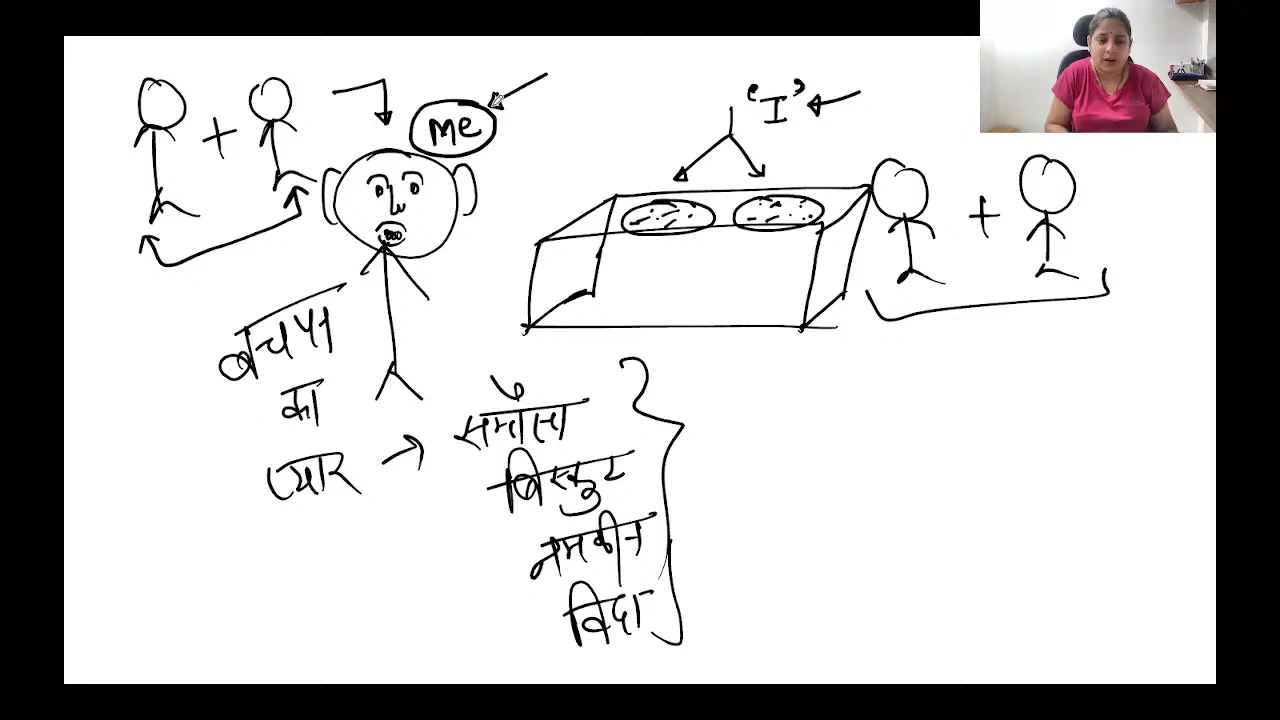 me
'I'
बचपन
का
प्यार → समोसा
बिस्कुट
नमकीन
विदा